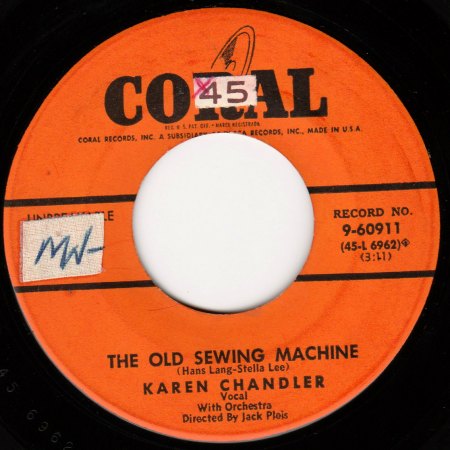 CORAL
45
REG. U. S. PAT. OFF. - MARCA REGISTRADA
CORAL RECORDS, INC. A SUBSIDIARY RECORDS, INC., MADE IN U.S.A.
RECORD NO.
9-60911
(45-L 6962)
(3:11)
MW-
THE OLD SEWING MACHINE
(Hans Lang-Stella Lee)
KAREN CHANDLER
Vocal
With Orchestra
Directed By Jack Pleis